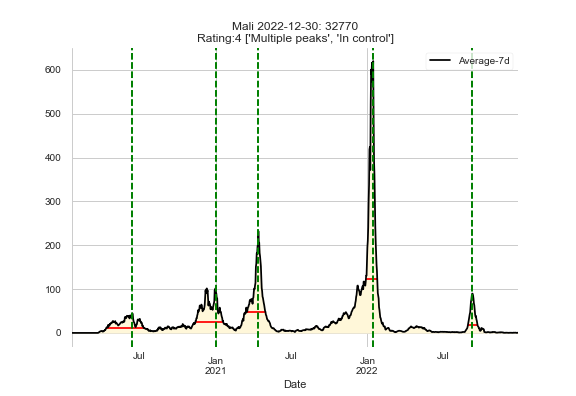 Mali 2022-12-30: 32770
Rating:4 ['Multiple peaks', 'In control']
Average-7d
600
500
400
300
200
100
0
Jul
Jan
2021
Jul
Jan
2022
Jul
Date